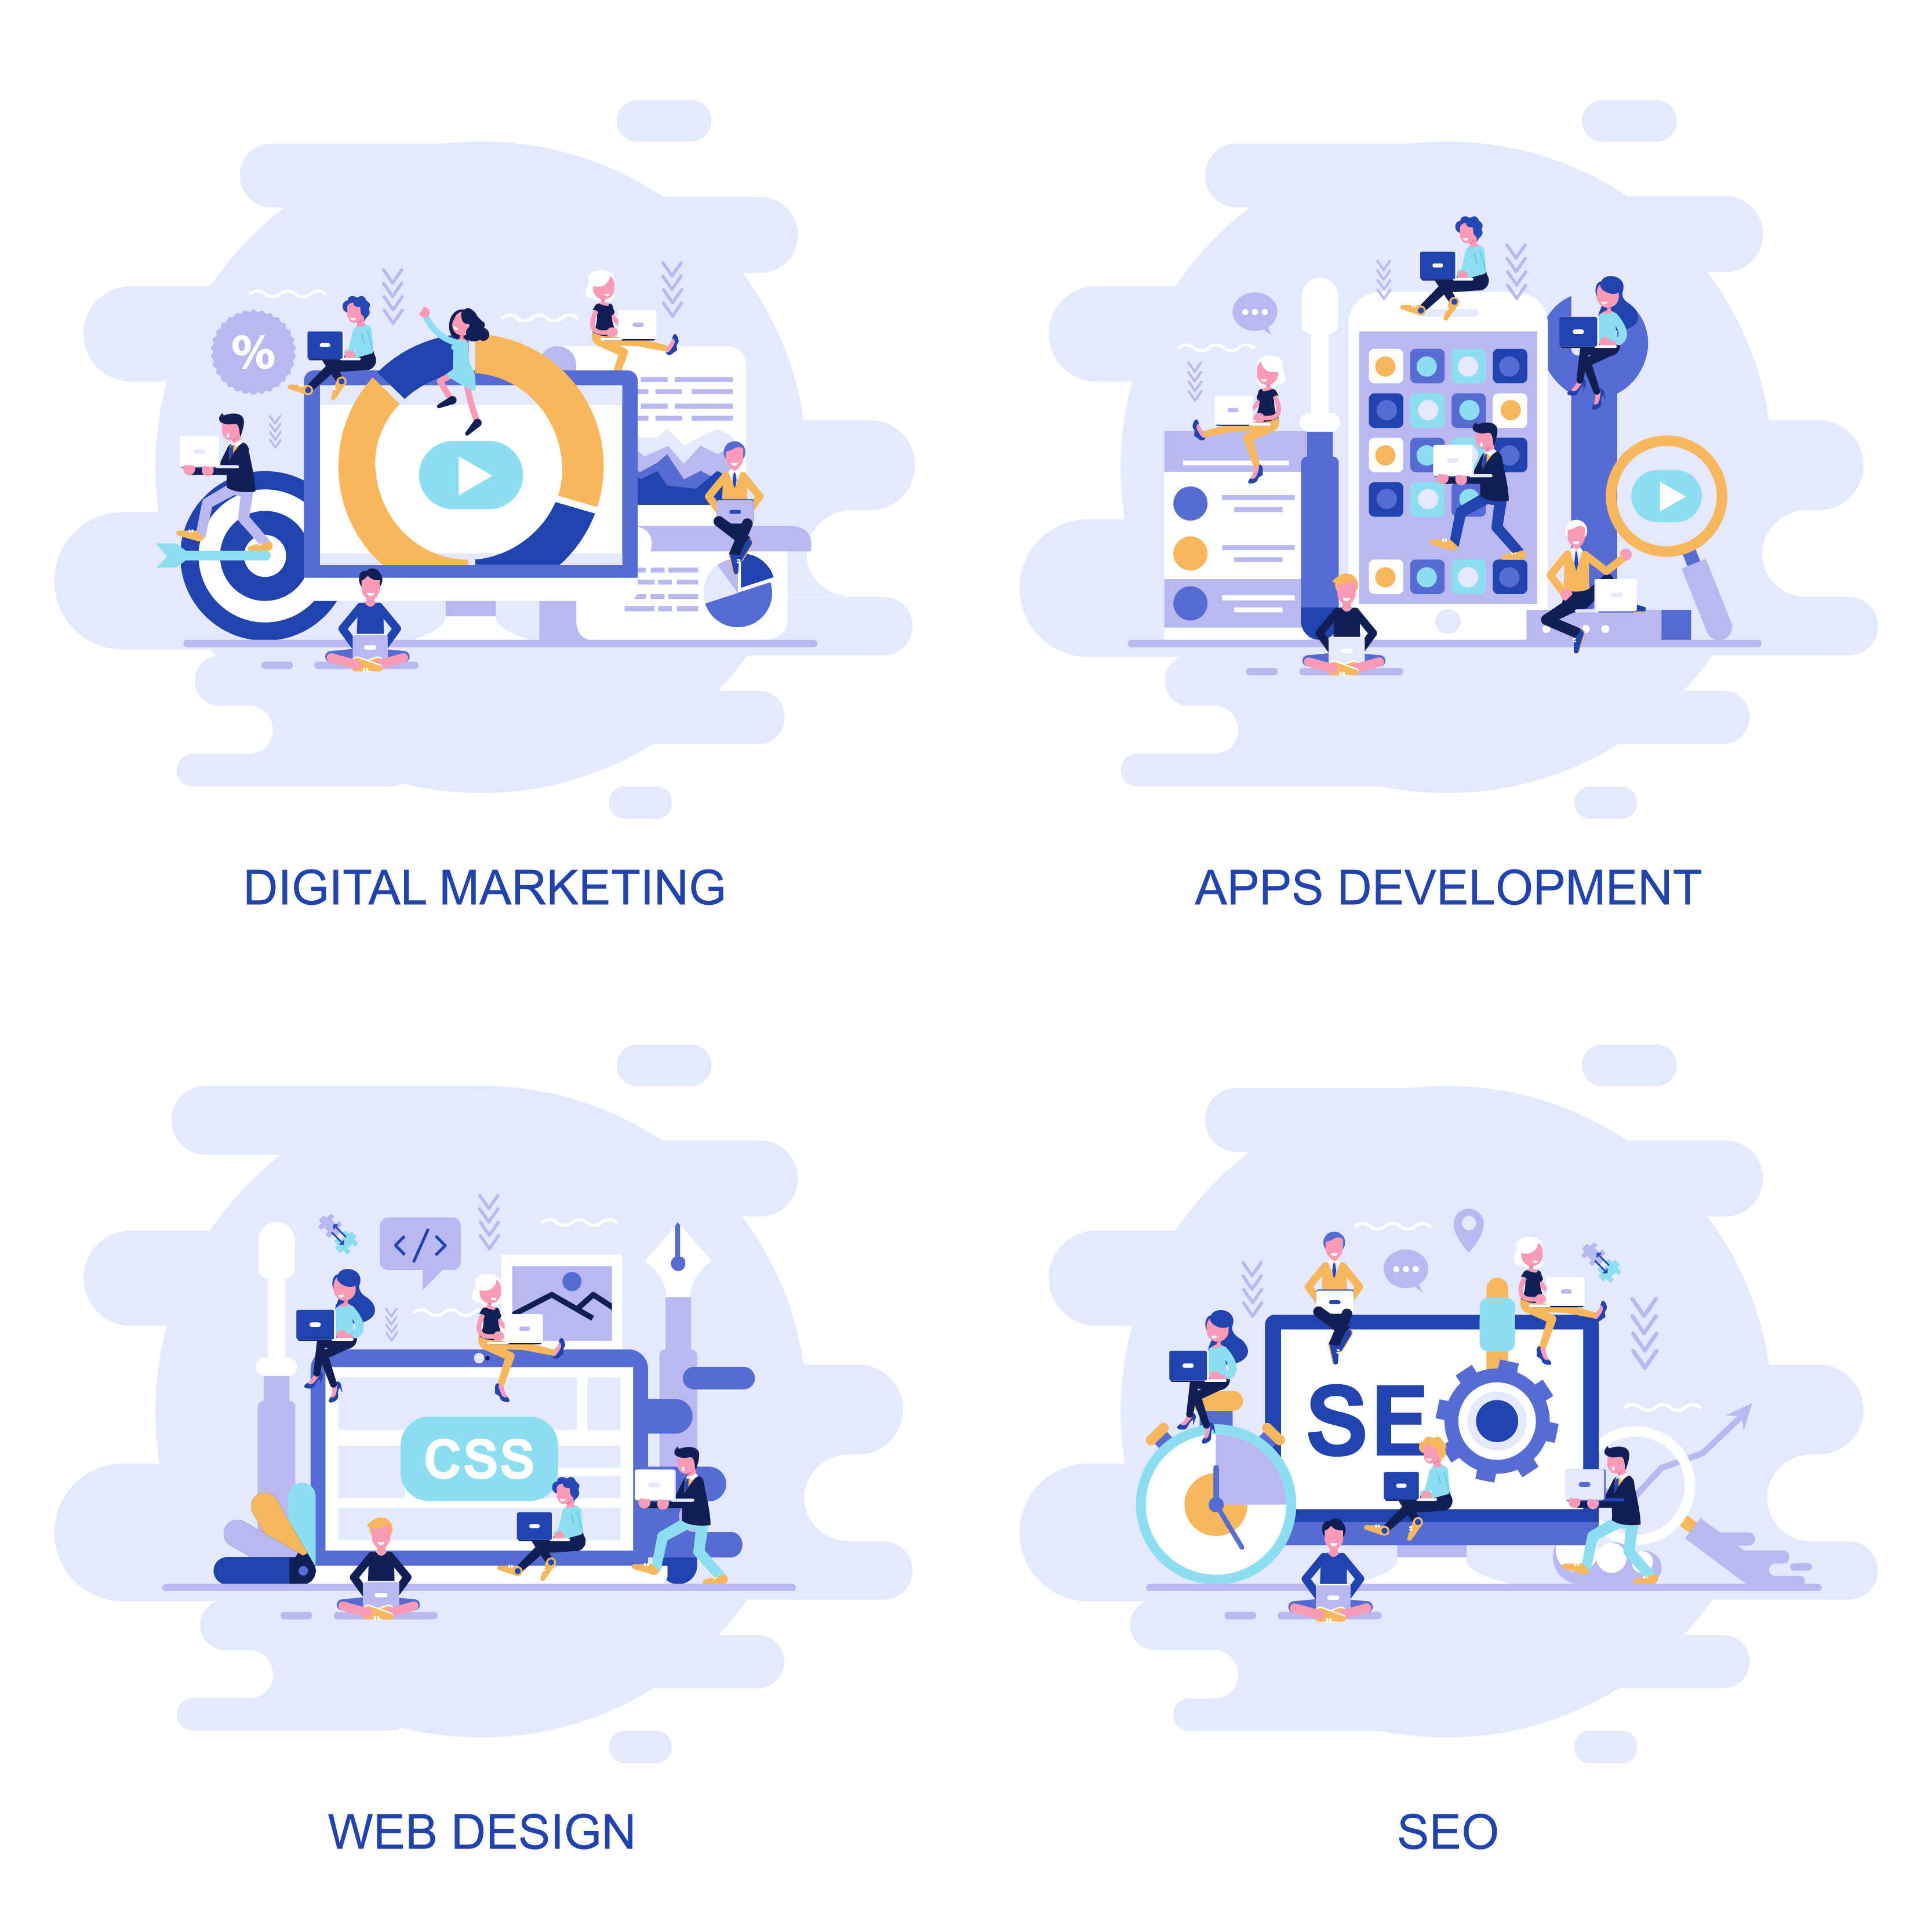 %
DIGITAL MARKETING
APPS DEVELOPMENT
</>
CSS
WEB DESIGN
SE
SEO